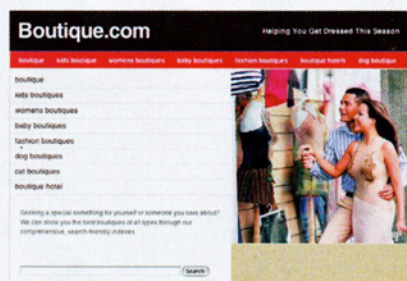 Boutique.com
Helping You Get Dressed This Season
boutique kids boutique womens boutiques baby boutiques fashion boutiques boutique hotels dog boutique
boutique
kids boutiques
womens boutiques
baby boutiques
fashion boutiques
dog boutiques
cat boutiques
boutique hotel
Seeking a special something for yourself or someone you care about?
We can show you the best boutiques of all types through our
comprehensive, search-friendly indexes.
Search